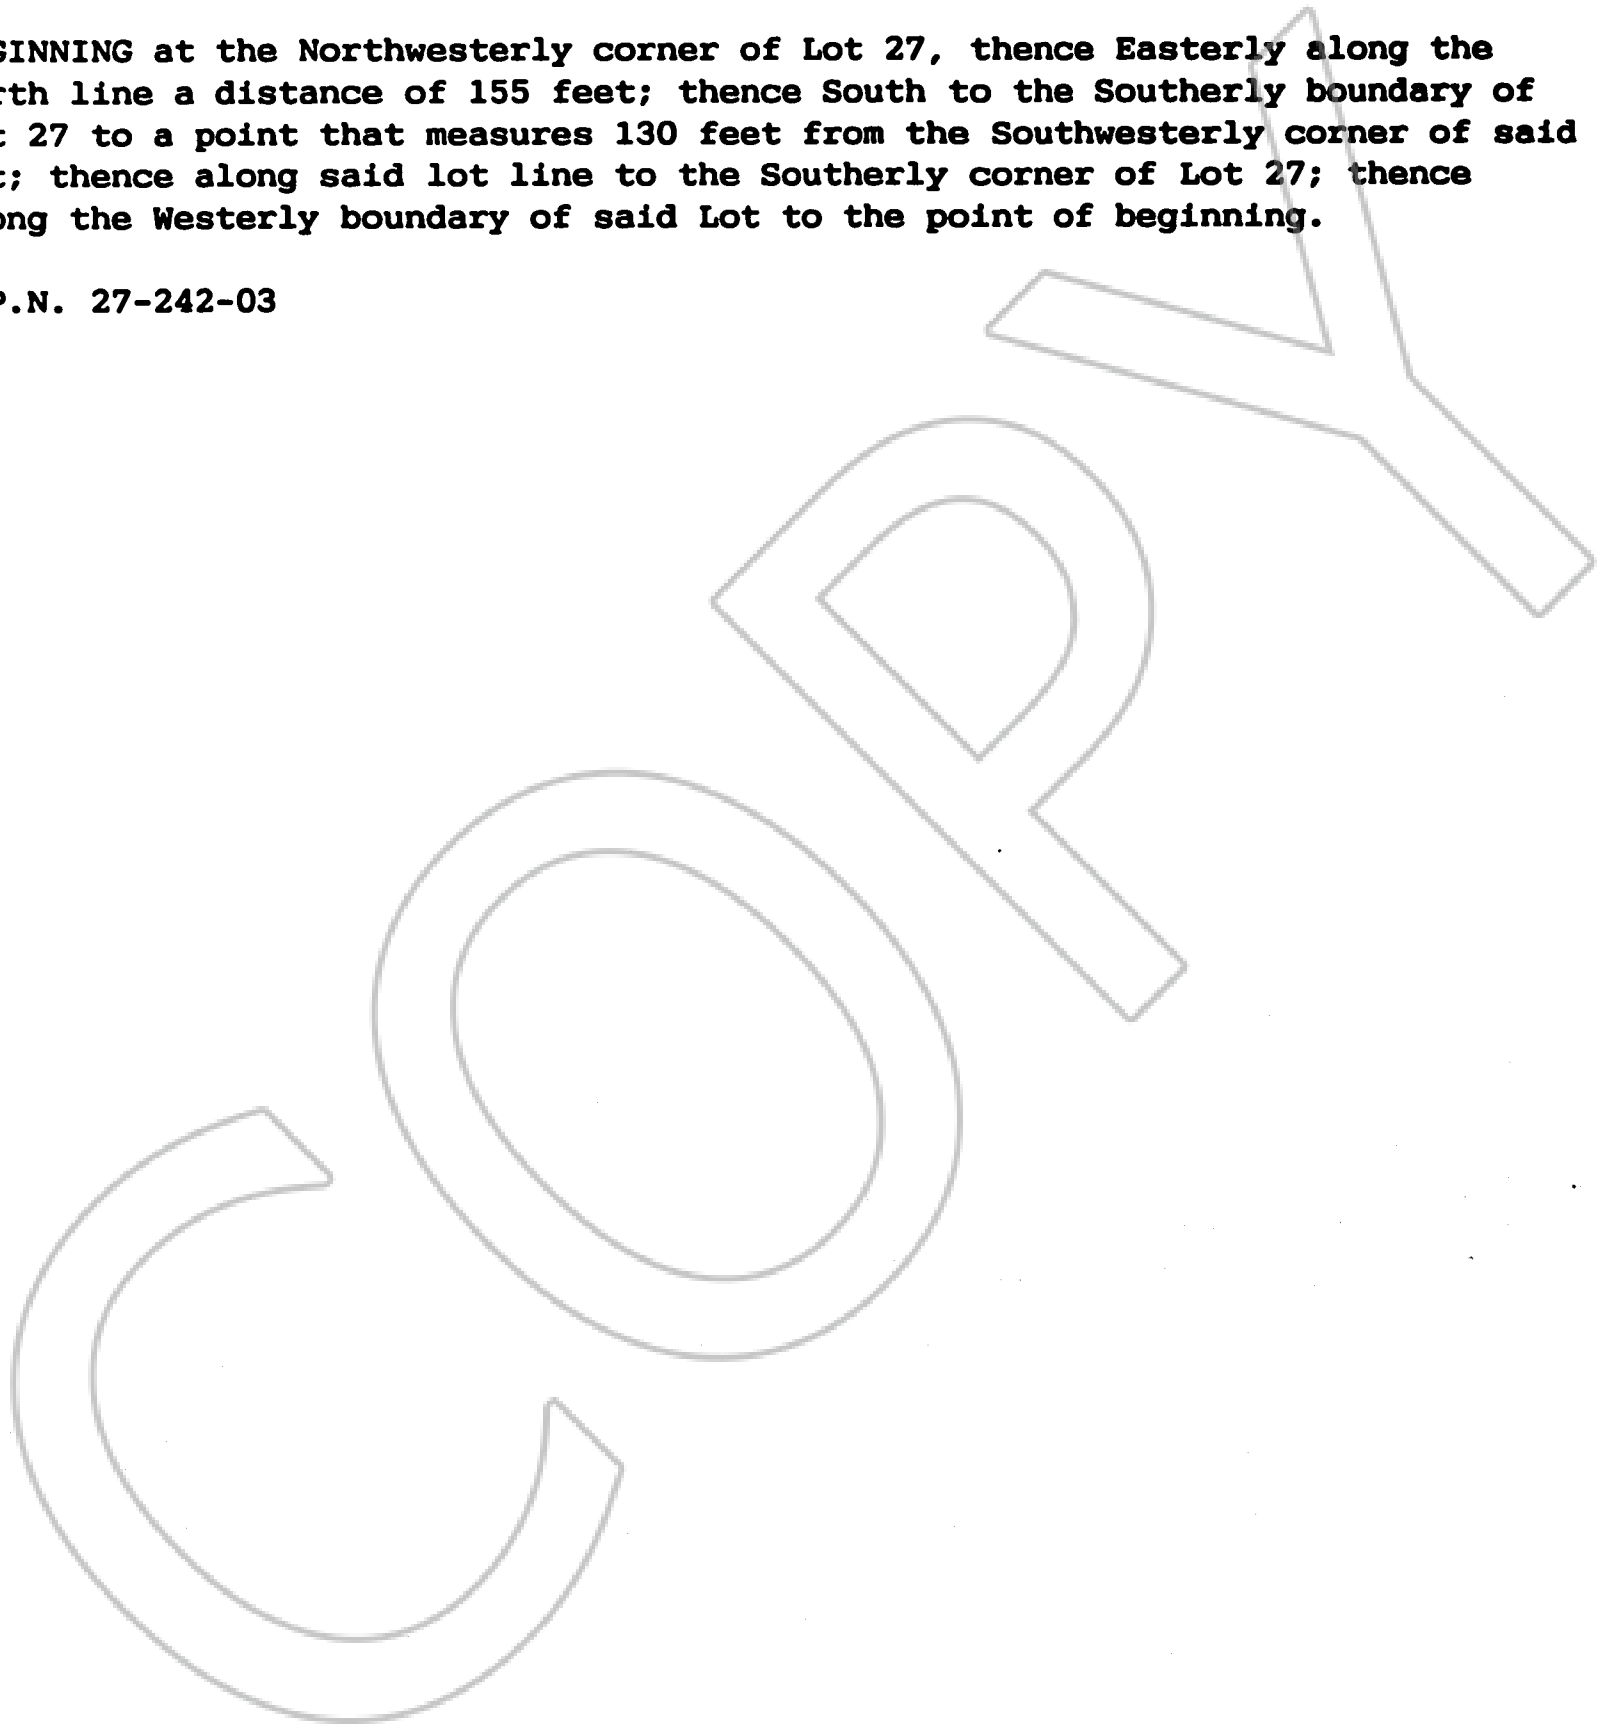 GINNING at the Northwesterly corner of Lot 27, thence Easterly along the
rth line a distance of 155 feet; thence South to the Southerly boundary of
t 27 to a point that measures 130 feet from the Southwesterly corner of said
t; thence along said lot line to the Southerly corner of Lot 27; thence
ong the Westerly boundary of said Lot to the point of beginning.
P.N. 27-242-03
COPY